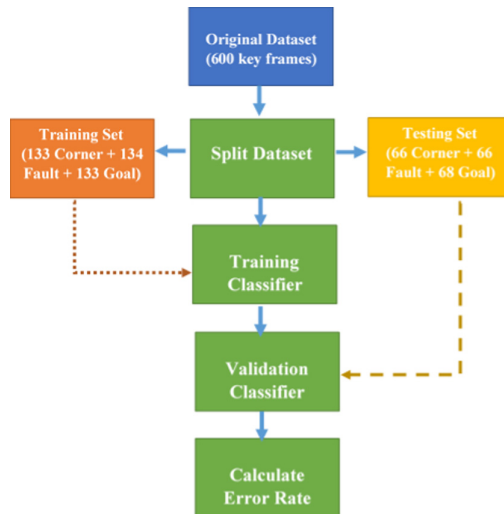 Original Dataset
(600 key frames)
Training Set
(133 Corner + 134
Fault + 133 Goal)
Split Dataset
Testing Set
(66 Corner + 66
Fault + 68 Goal)
Training
Classifier
Validation
Classifier
Calculate
Error Rate